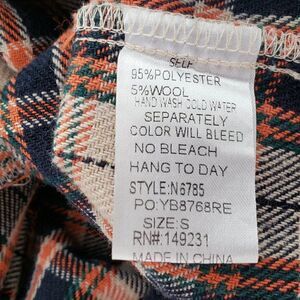 SELF
95%POLYESTER
5%WOOL
HAND WASH COLD WATER
SEPARATELY
COLOR WILL BLEED
NO BLEACH
HANG TO DAY
STYLE:N6785
PO:YB8768RE
SIZE:S
RN#:149231
MADE IN CHINA